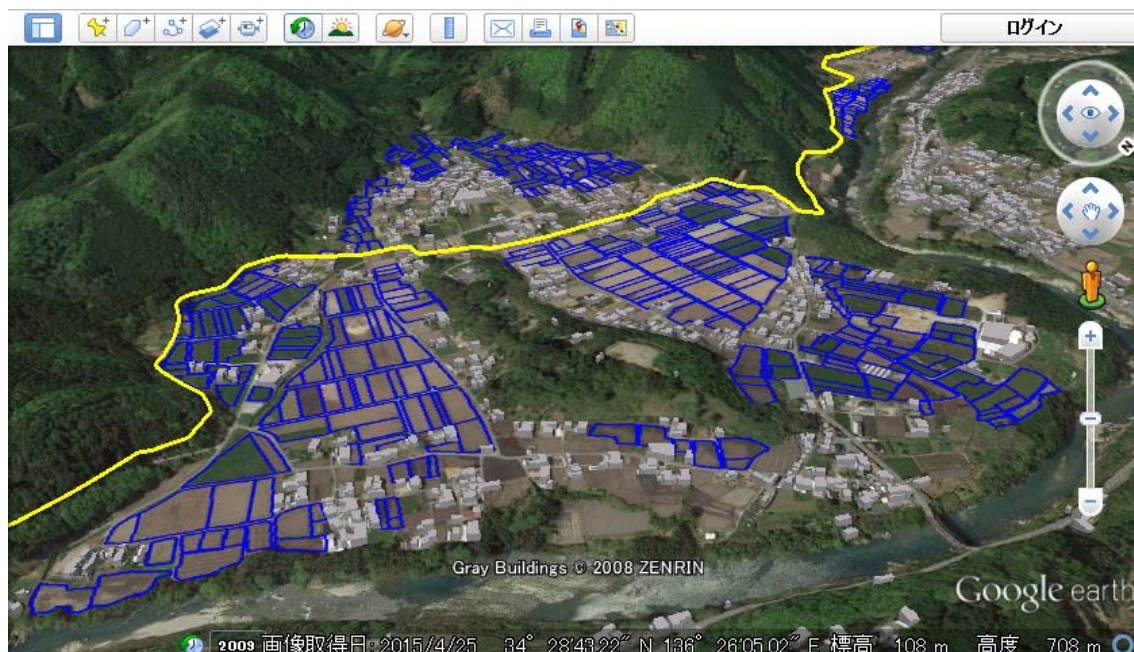 ログイン
N
Gray Buildings © 2008 ZENRIN
Google earth
2009 画像取得日: 2015/4/25 34° 28'43.22" N 136° 26'05.02" E 標高 108 m 高度 708 m